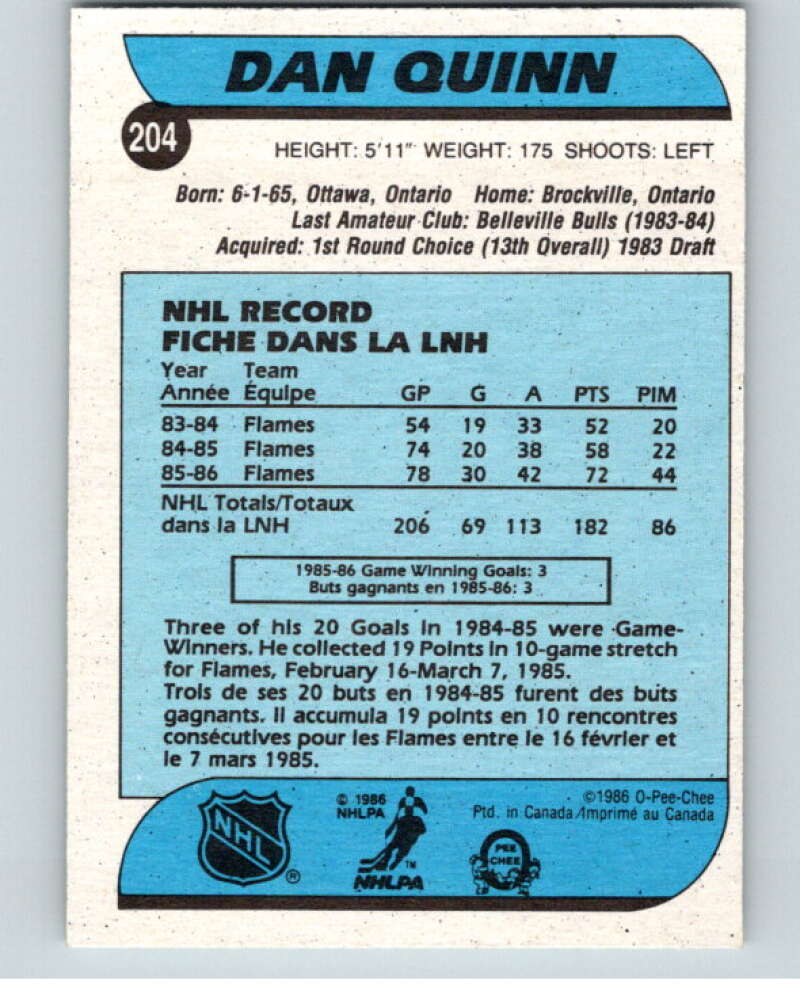 DAN QUINN
204
HEIGHT: 5'11" WEIGHT: 175 SHOOTS: LEFT
Born: 6-1-65, Ottawa, Ontario Home: Brockville, Ontario
Last Amateur Club: Belleville Bulls (1983-84)
Acquired: 1st Round Choice (13th Overall) 1983 Draft
NHL RECORD
FICHE DANS LA LNH
Year Team
Année Équipe GP G A PTS PIM
83-84 Flames 54 19 33 52 20
84-85 Flames 74 20 38 58 22
85-86 Flames 78 30 42 72 44
NHL Totals/Totaux
dans la LNH 206 69 113 182 86
1985-86 Game Winning Goals: 3
Buts gagnants en 1985-86: 3
Three of his 20 Goals in 1984-85 were Game-
Winners. He collected 19 Points in 10-game stretch
for Flames, February 16-March 7, 1985.
Trois de ses 20 buts en 1984-85 furent des buts
gagnants. Il accumula 19 points en 10 rencontres
consécutives pour les Flames entre le 16 février et
le 7 mars 1985.
NHL ®
© 1986
NHLPA
TM
NHLPA
©1986 O-Pee-Chee
Ptd. in Canada/Imprimé au Canada
PEE
CHEE